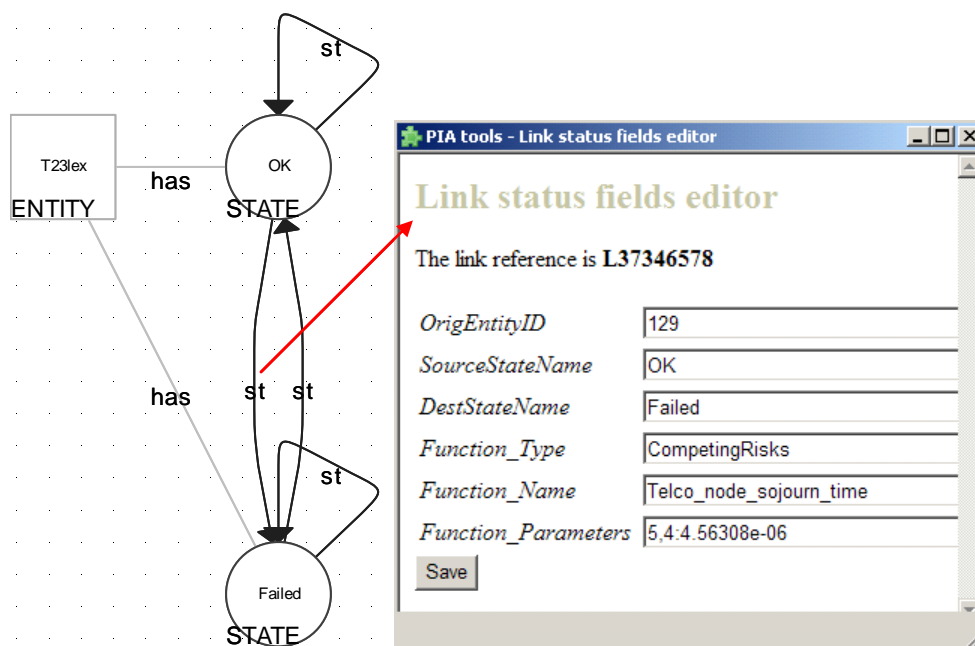 st
T23lex
OK
has
ENTITY
STATE
st
st
has
st
Failed
STATE
PIA tools - Link status fields editor
Link status fields editor
The link reference is L37346578
OrigEntityID 129
SourceStateName OK
DestStateName Failed
Function_Type CompetingRisks
Function_Name Telco_node_sojourn_time
Function_Parameters 5,4:4.56308e-06
Save